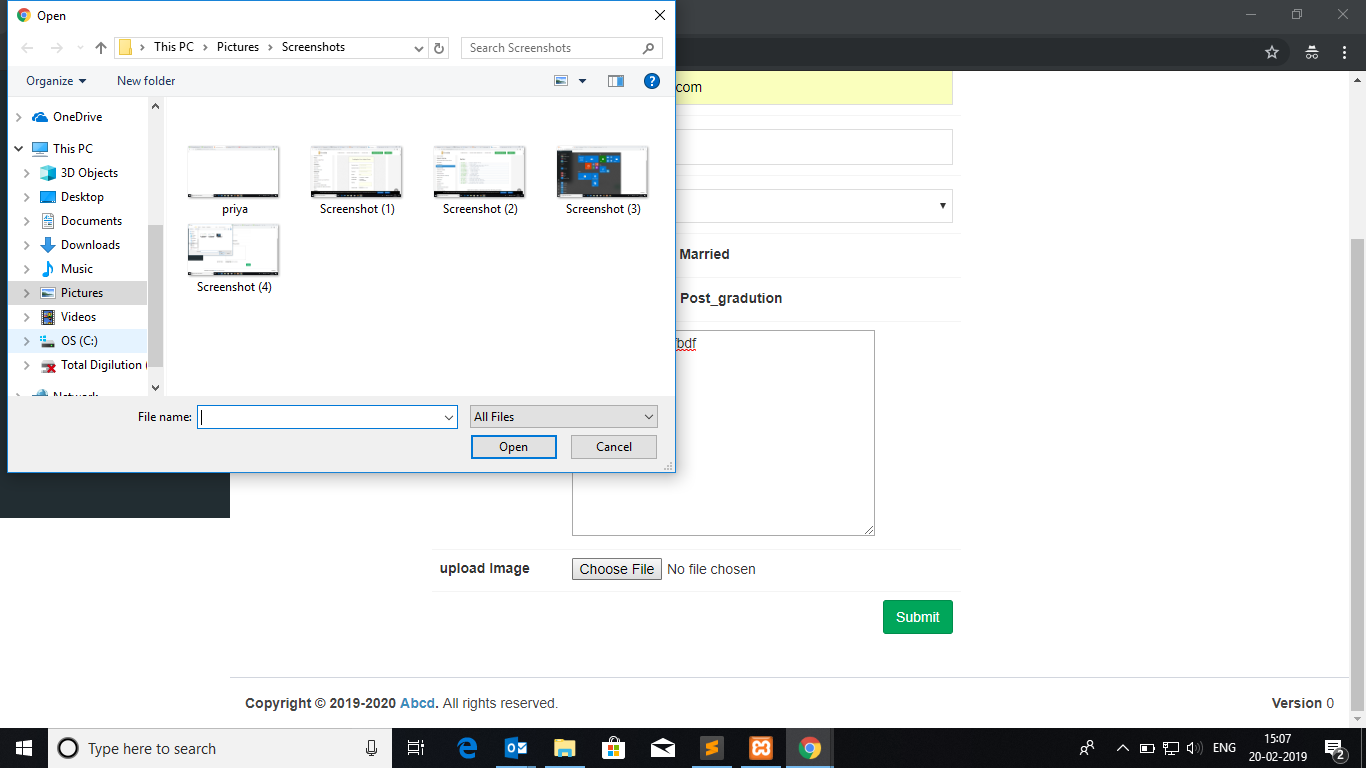 Open
This PC
Pictures
Screenshots
Search Screenshots
Organize
New folder
OneDrive
This PC
3D Objects
Desktop
Documents
Downloads
Music
Pictures
Videos
OS (C:)
Total Digilution
priya
Screenshot (1)
Screenshot (2)
Screenshot (3)
Screenshot (4)
File name:
All Files
Open
Cancel
com
Married
Post_gradution
upload Image
Choose File No file chosen
Submit
Copyright © 2019-2020 Abcd. All rights reserved.
Version 0
Type here to search
ENG
15:07
20-02-2019
2